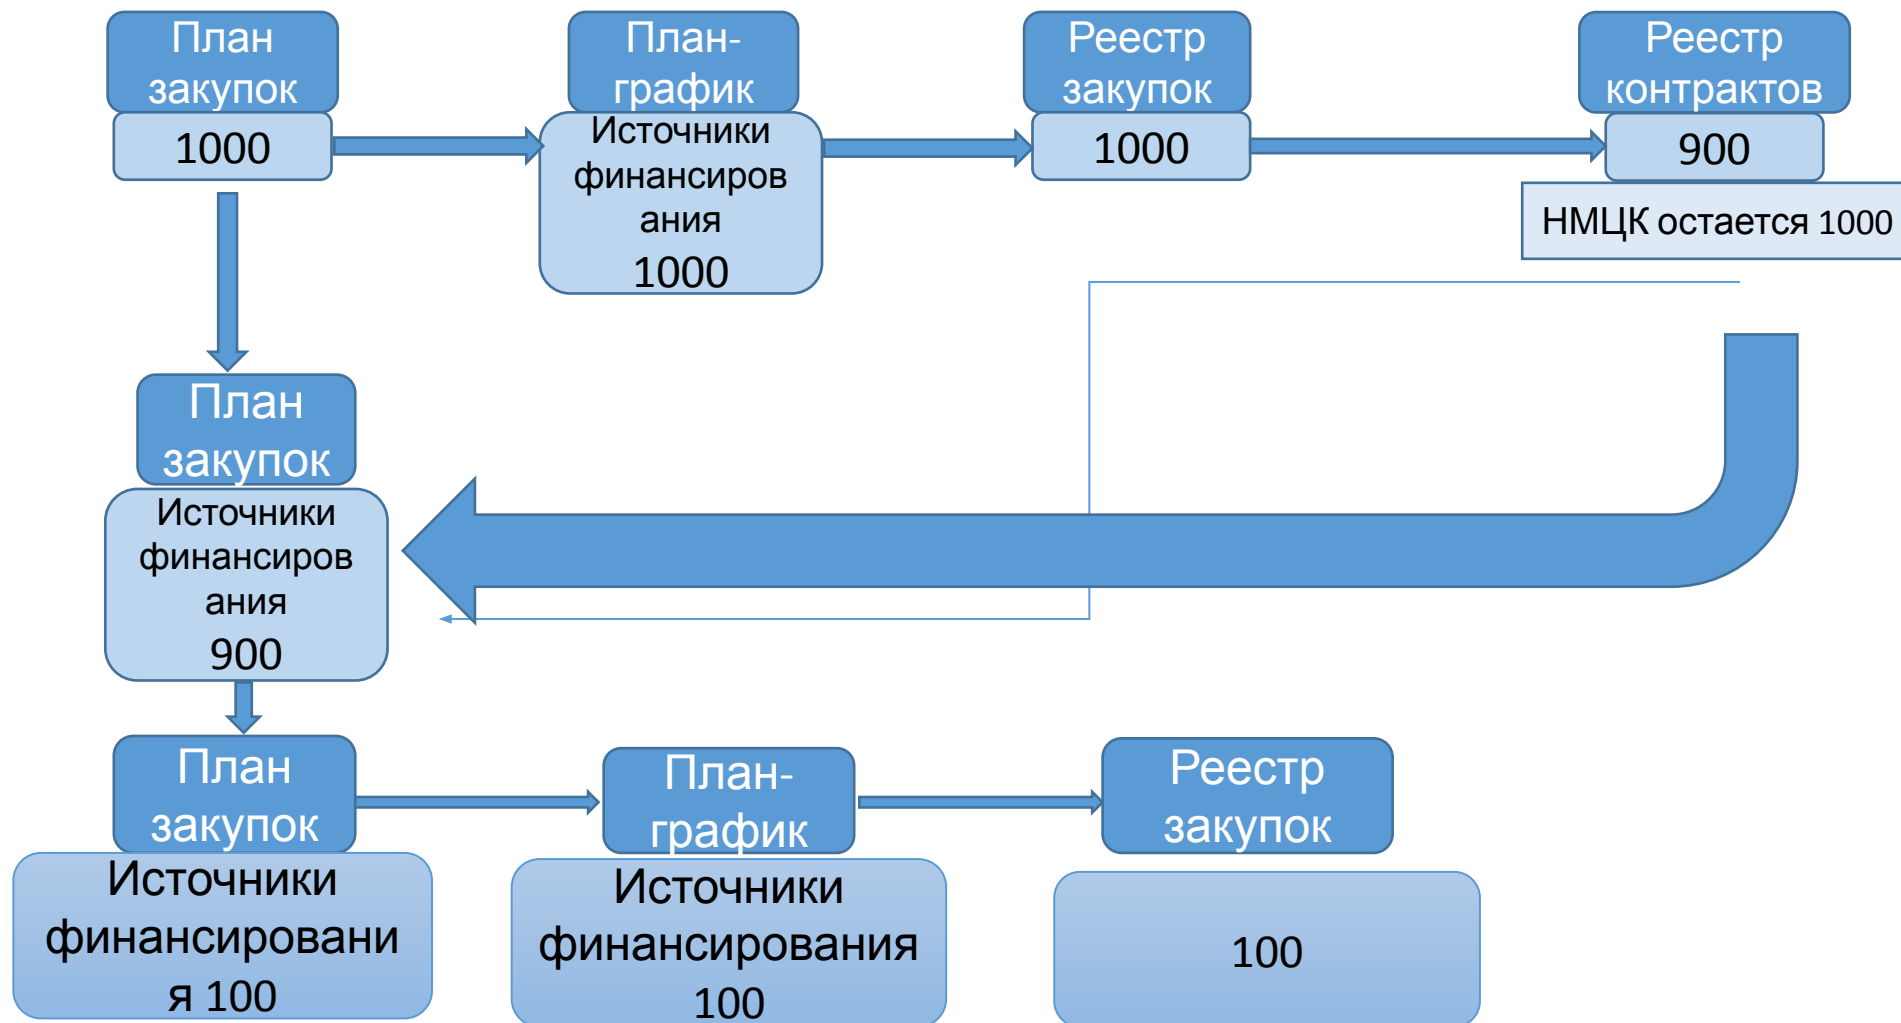 План
закупок
1000
План-
график
Источники
финансиров
ания
1000
Реестр
закупок
1000
Реестр
контрактов
900
НМЦК остается 1000
План
закупок
Источники
финансиров
ания
900
План
закупок
Источники
финансировани
я 100
План-
график
Источники
финансирования
100
Реестр
закупок
100